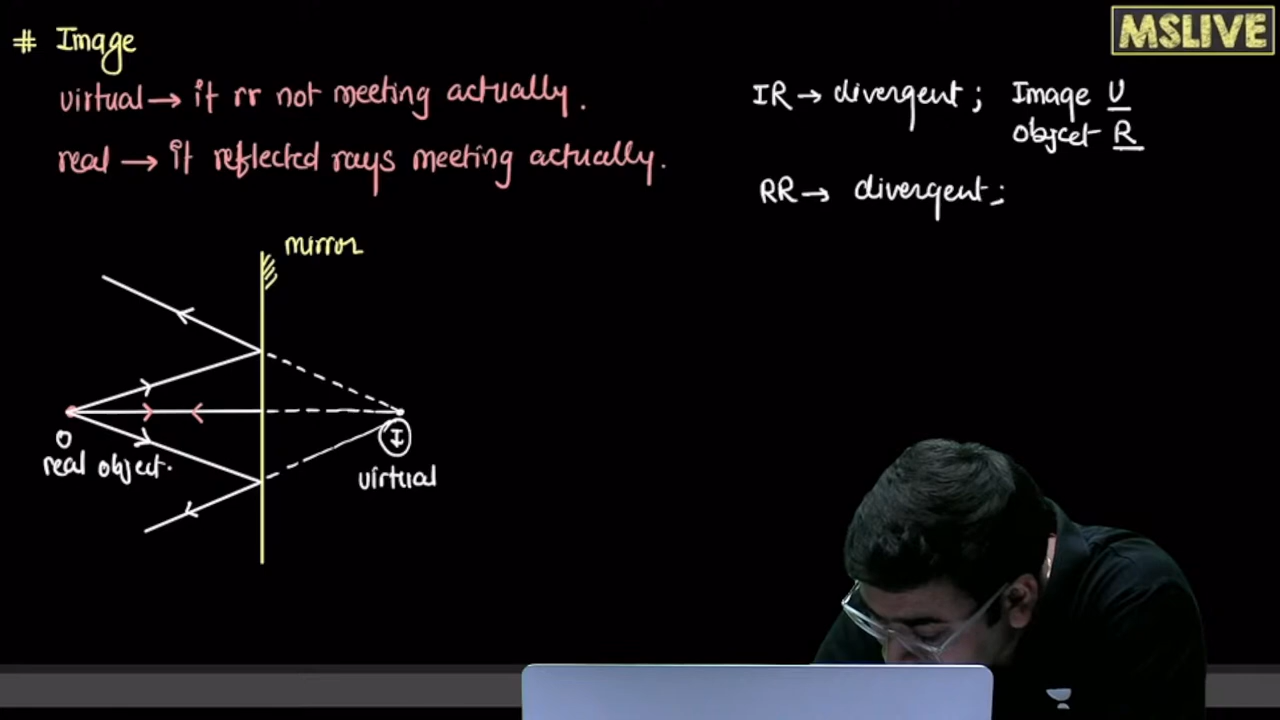 # Image
virtual → if rr not meeting actually.
real → if reflected rays meeting actually.
MSLIVE
IR → divergent; Image U
object R
RR → divergent;
mirror
O
real object.
I
virtual